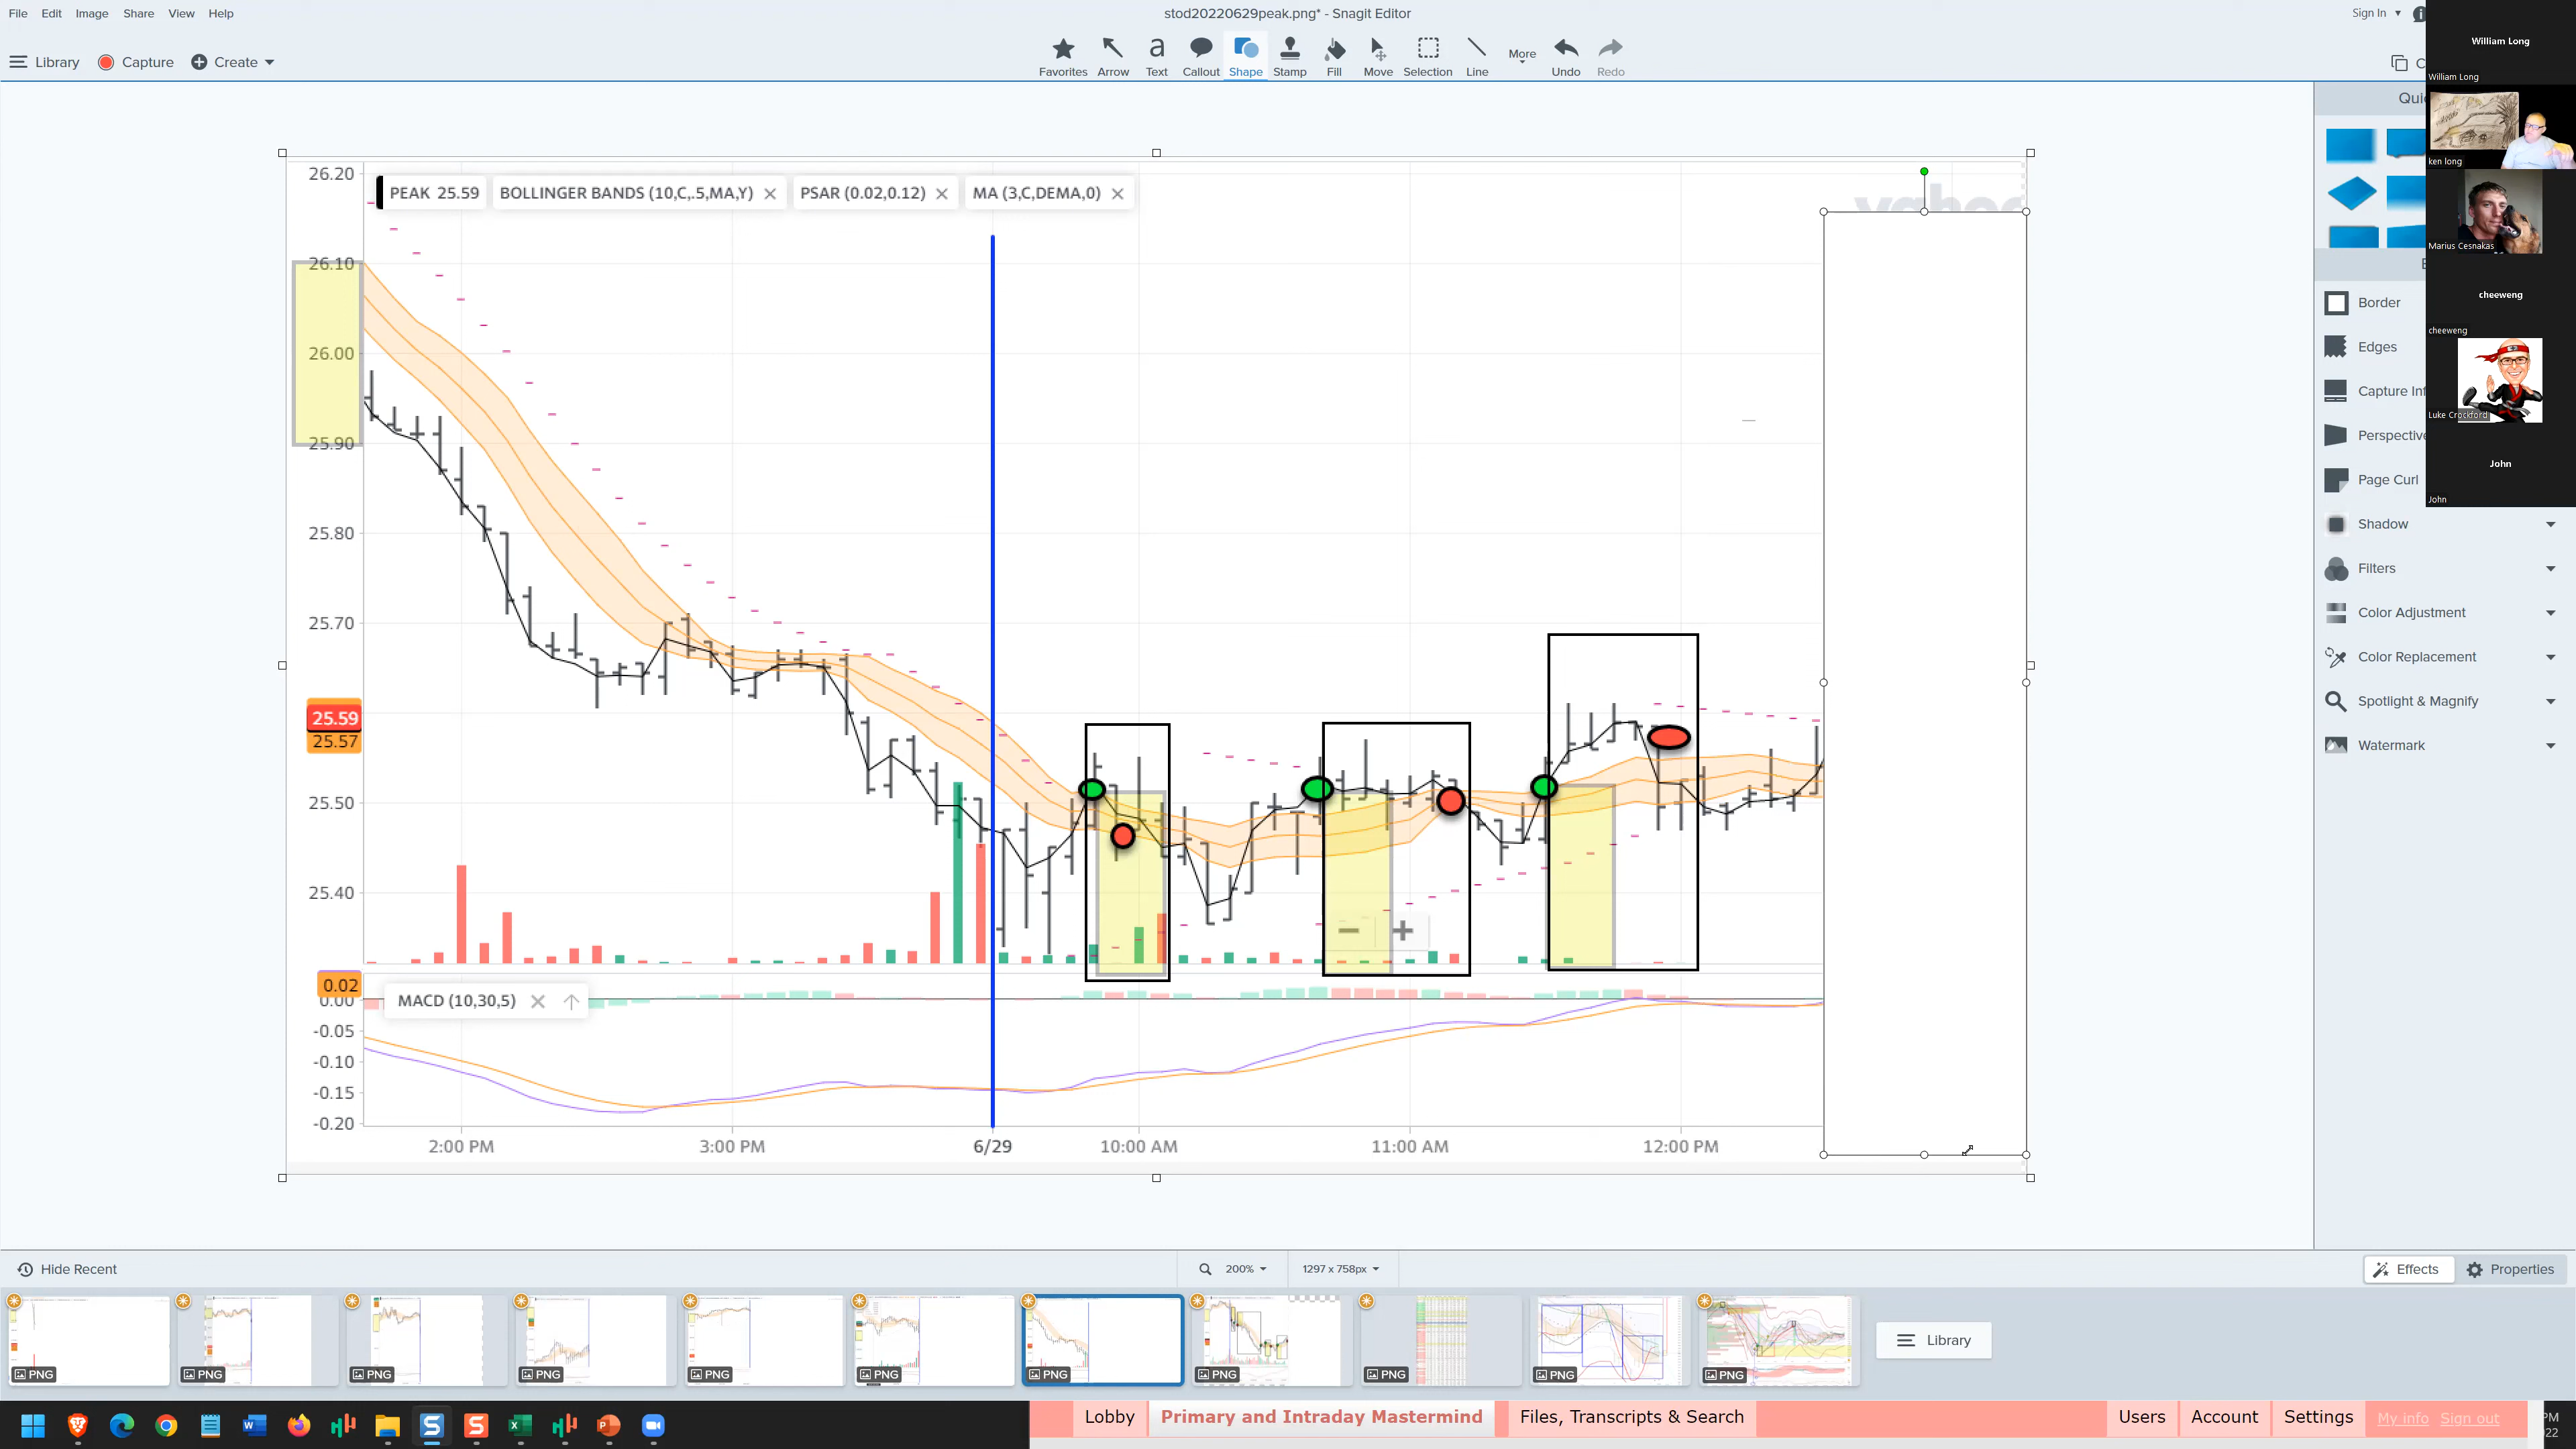 File Edit Image Share View Help
stod20220629peak.png* - Snagit Editor
Sign In
Library Capture Create
Favorites Arrow Text Callout Shape Stamp Fill Move Selection Line More Undo Redo
William Long
William Long
ken long
Marius Cesnakas
cheeweng
cheeweng
Luke Crockford
John
John
Border
Edges
Capture
Perspective
Page Curl
Shadow
Filters
Color Adjustment
Color Replacement
Spotlight & Magnify
Watermark
PEAK 25.59 BOLLINGER BANDS (10,C,.5,MA,Y) PSAR (0.02,0.12) MA (3,C,DEMA,0)
26.20
26.10
26.00
25.90
25.80
25.70
25.59
25.57
25.50
25.40
0.02
0.00
MACD (10,30,5)
-0.05
-0.10
-0.15
-0.20
2:00 PM 3:00 PM 6/29 10:00 AM 11:00 AM 12:00 PM
Hide Recent 200% 1297 x 758px Effects Properties
PNG PNG PNG PNG PNG PNG PNG PNG PNG PNG PNG
Library
Lobby Primary and Intraday Mastermind Files, Transcripts & Search Users Account Settings My info Sign out
PM
22